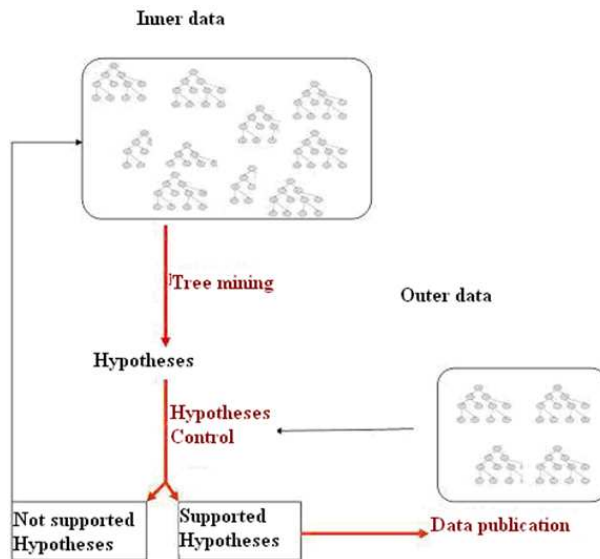 Inner data
Tree mining
Outer data
Hypotheses
Hypotheses
Control
Not supported
Hypotheses
Supported
Hypotheses
Data publication